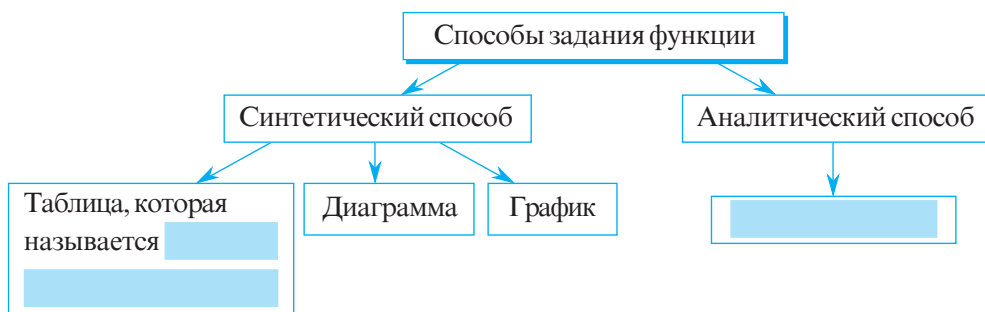 Способы задания функции
Синтетический способ
Аналитический способ
Таблица, которая
называется
Диаграмма
График